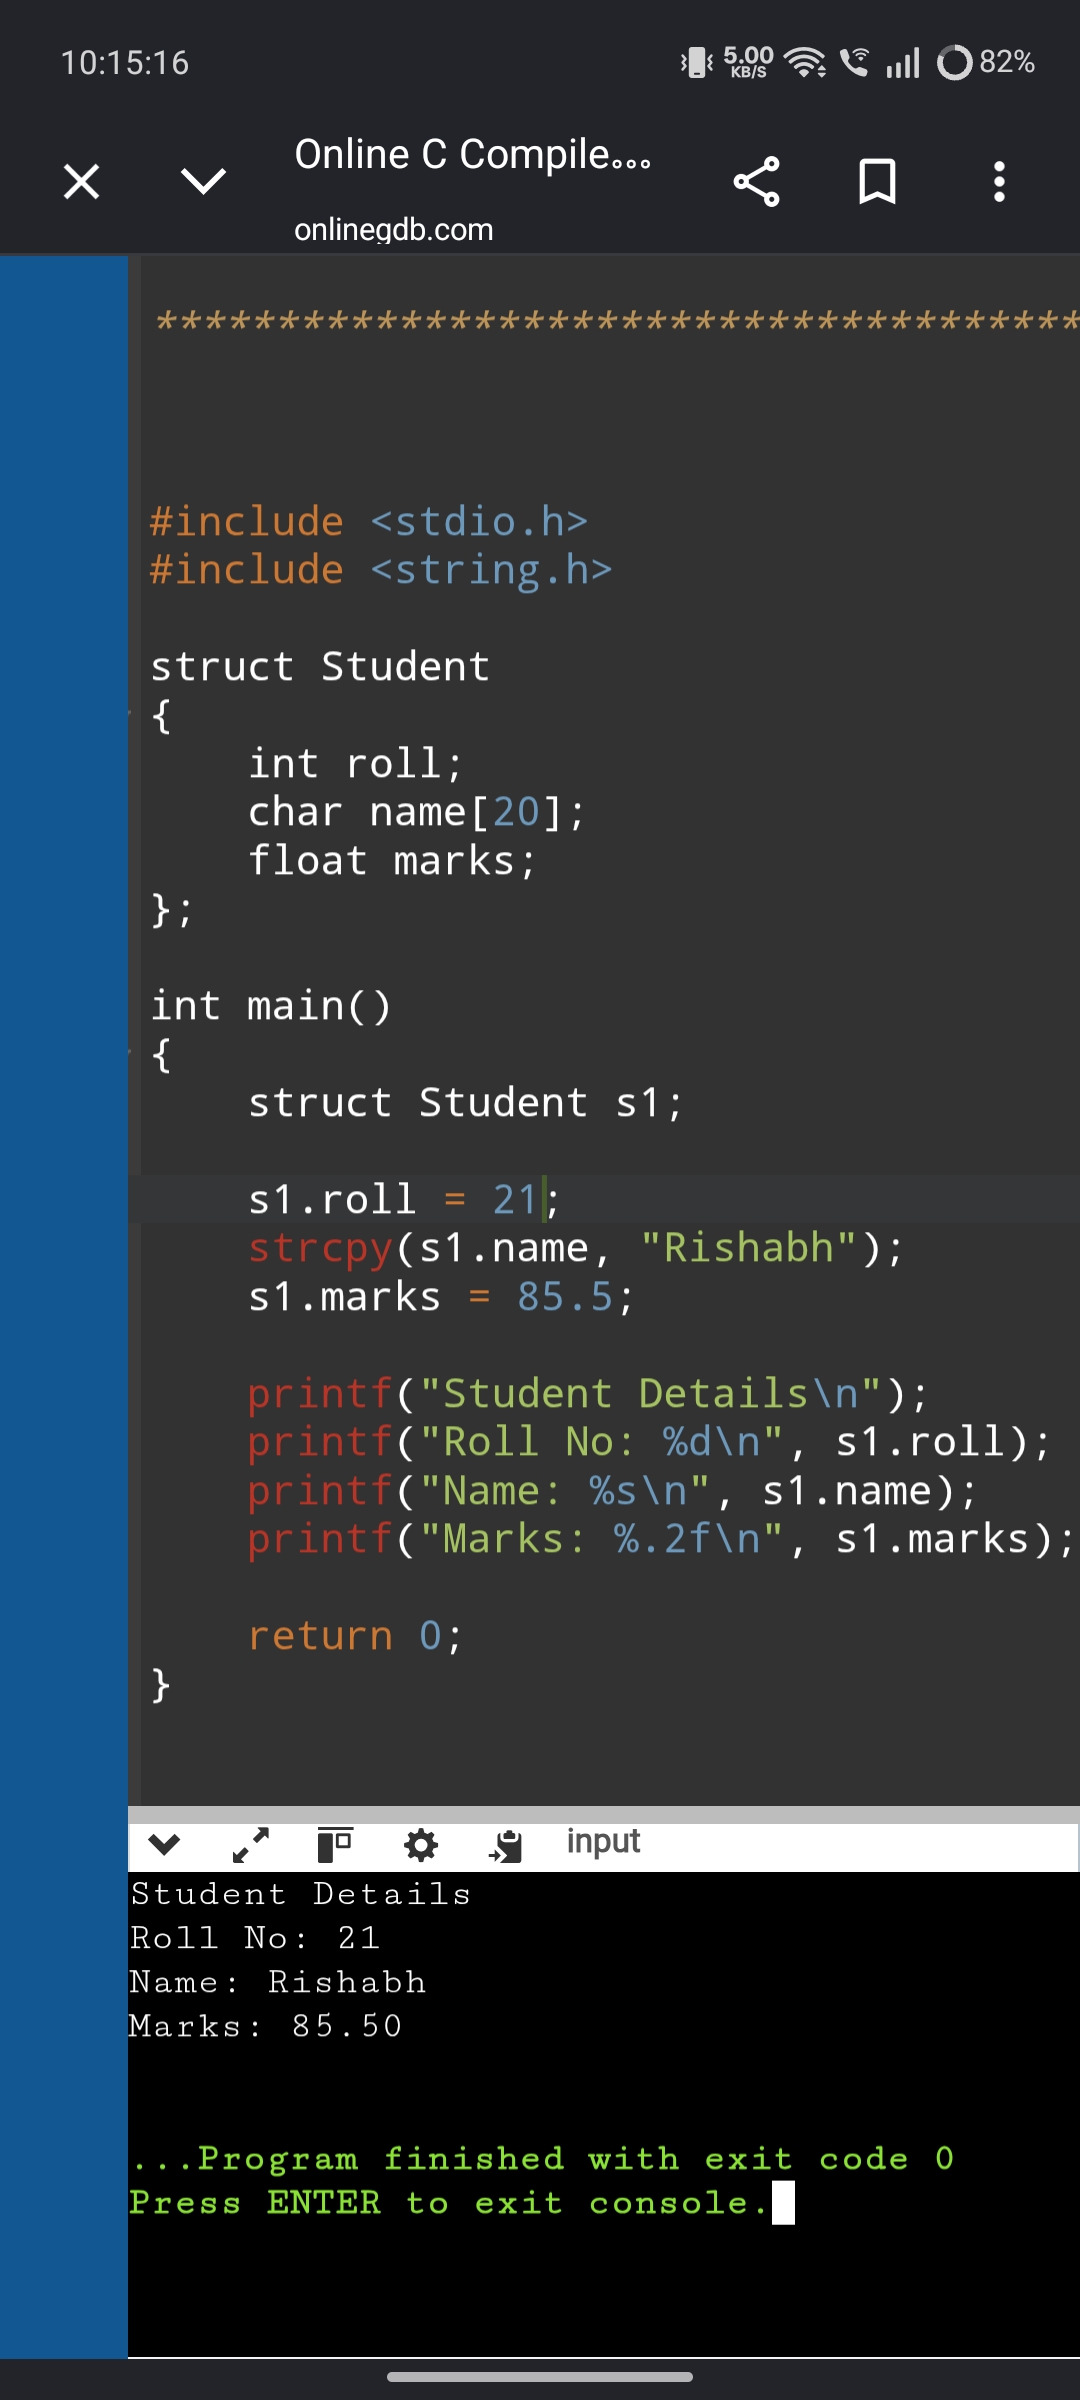 10:15:16 5.00 KB/S 82%
Online C Compile...
onlinegdb.com
**************************************
#include <stdio.h>
#include <string.h>
struct Student
{
    int roll;
    char name[20];
    float marks;
};
int main()
{
    struct Student s1;
    s1.roll = 21;
    strcpy(s1.name, "Rishabh");
    s1.marks = 85.5;
    printf("Student Details\n");
    printf("Roll No: %d\n", s1.roll);
    printf("Name: %s\n", s1.name);
    printf("Marks: %.2f\n", s1.marks);
    return 0;
}
input
Student Details
Roll No: 21
Name: Rishabh
Marks: 85.50
...Program finished with exit code 0
Press ENTER to exit console.